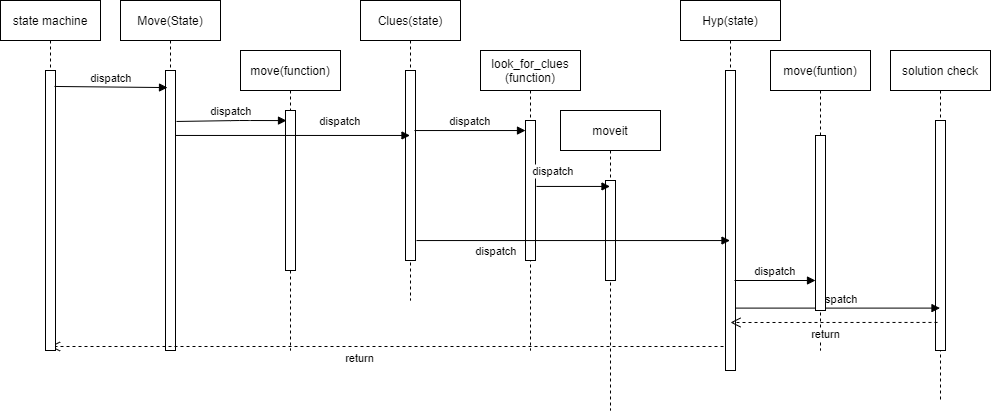 state machine
Move(State)
Clues(state)
Hyp(state)
move(function)
look_for_clues
(function)
move(funtion)
solution check
dispatch
dispatch
dispatch
dispatch
moveit
dispatch
dispatch
dispatch
spatch
return
return